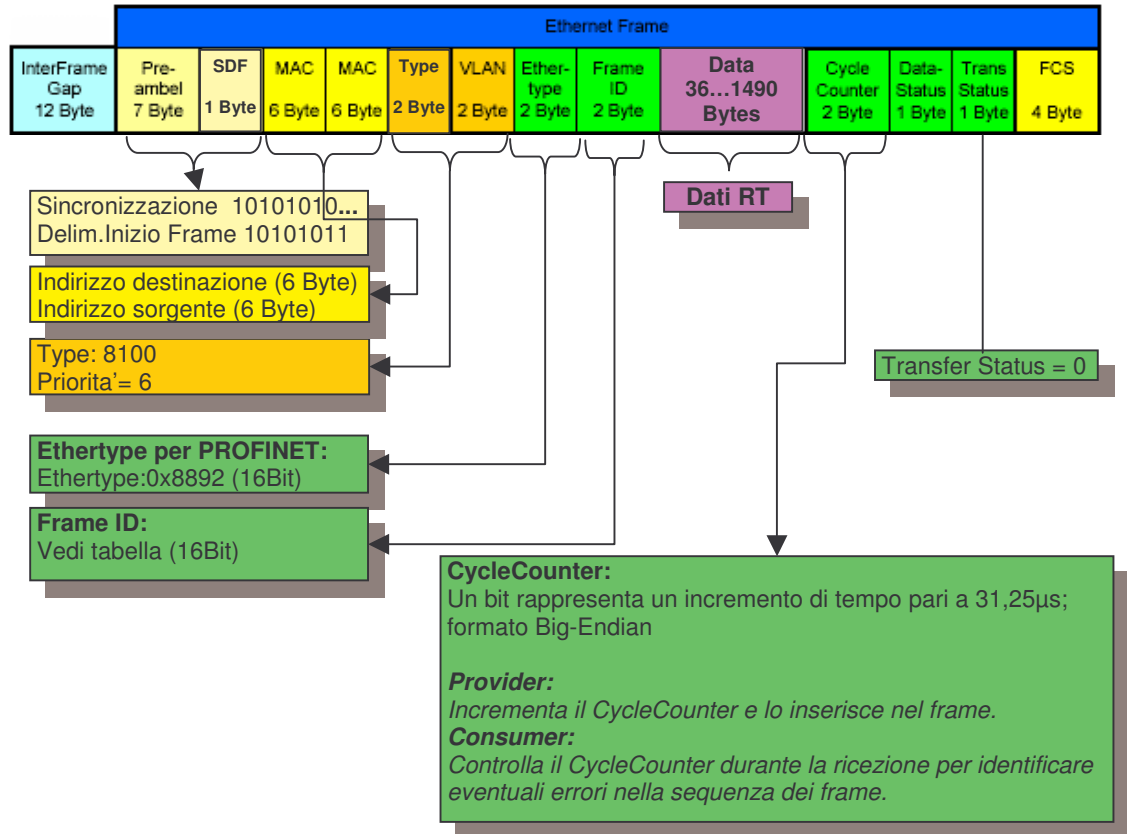 Ethernet Frame
InterFrame
Gap
12 Byte
Pre-
ambel
7 Byte
SDF
1 Byte
MAC
6 Byte
MAC
6 Byte
Type
2 Byte
VLAN
2 Byte
Ether-
type
2 Byte
Frame
ID
2 Byte
Data
36...1490
Bytes
Cycle
Counter
2 Byte
Data-
Status
1 Byte
Trans
Status
1 Byte
FCS
4 Byte
Sincronizzazione 10101010...
Delim.Inizio Frame 10101011
Dati RT
Indirizzo destinazione (6 Byte)
Indirizzo sorgente (6 Byte)
Type: 8100
Priorita’= 6
Transfer Status = 0
Ethertype per PROFINET:
Ethertype:0x8892 (16Bit)
Frame ID:
Vedi tabella (16Bit)
CycleCounter:
Un bit rappresenta un incremento di tempo pari a 31,25µs;
formato Big-Endian
Provider:
Incrementa il CycleCounter e lo inserisce nel frame.
Consumer:
Controlla il CycleCounter durante la ricezione per identificare
eventuali errori nella sequenza dei frame.